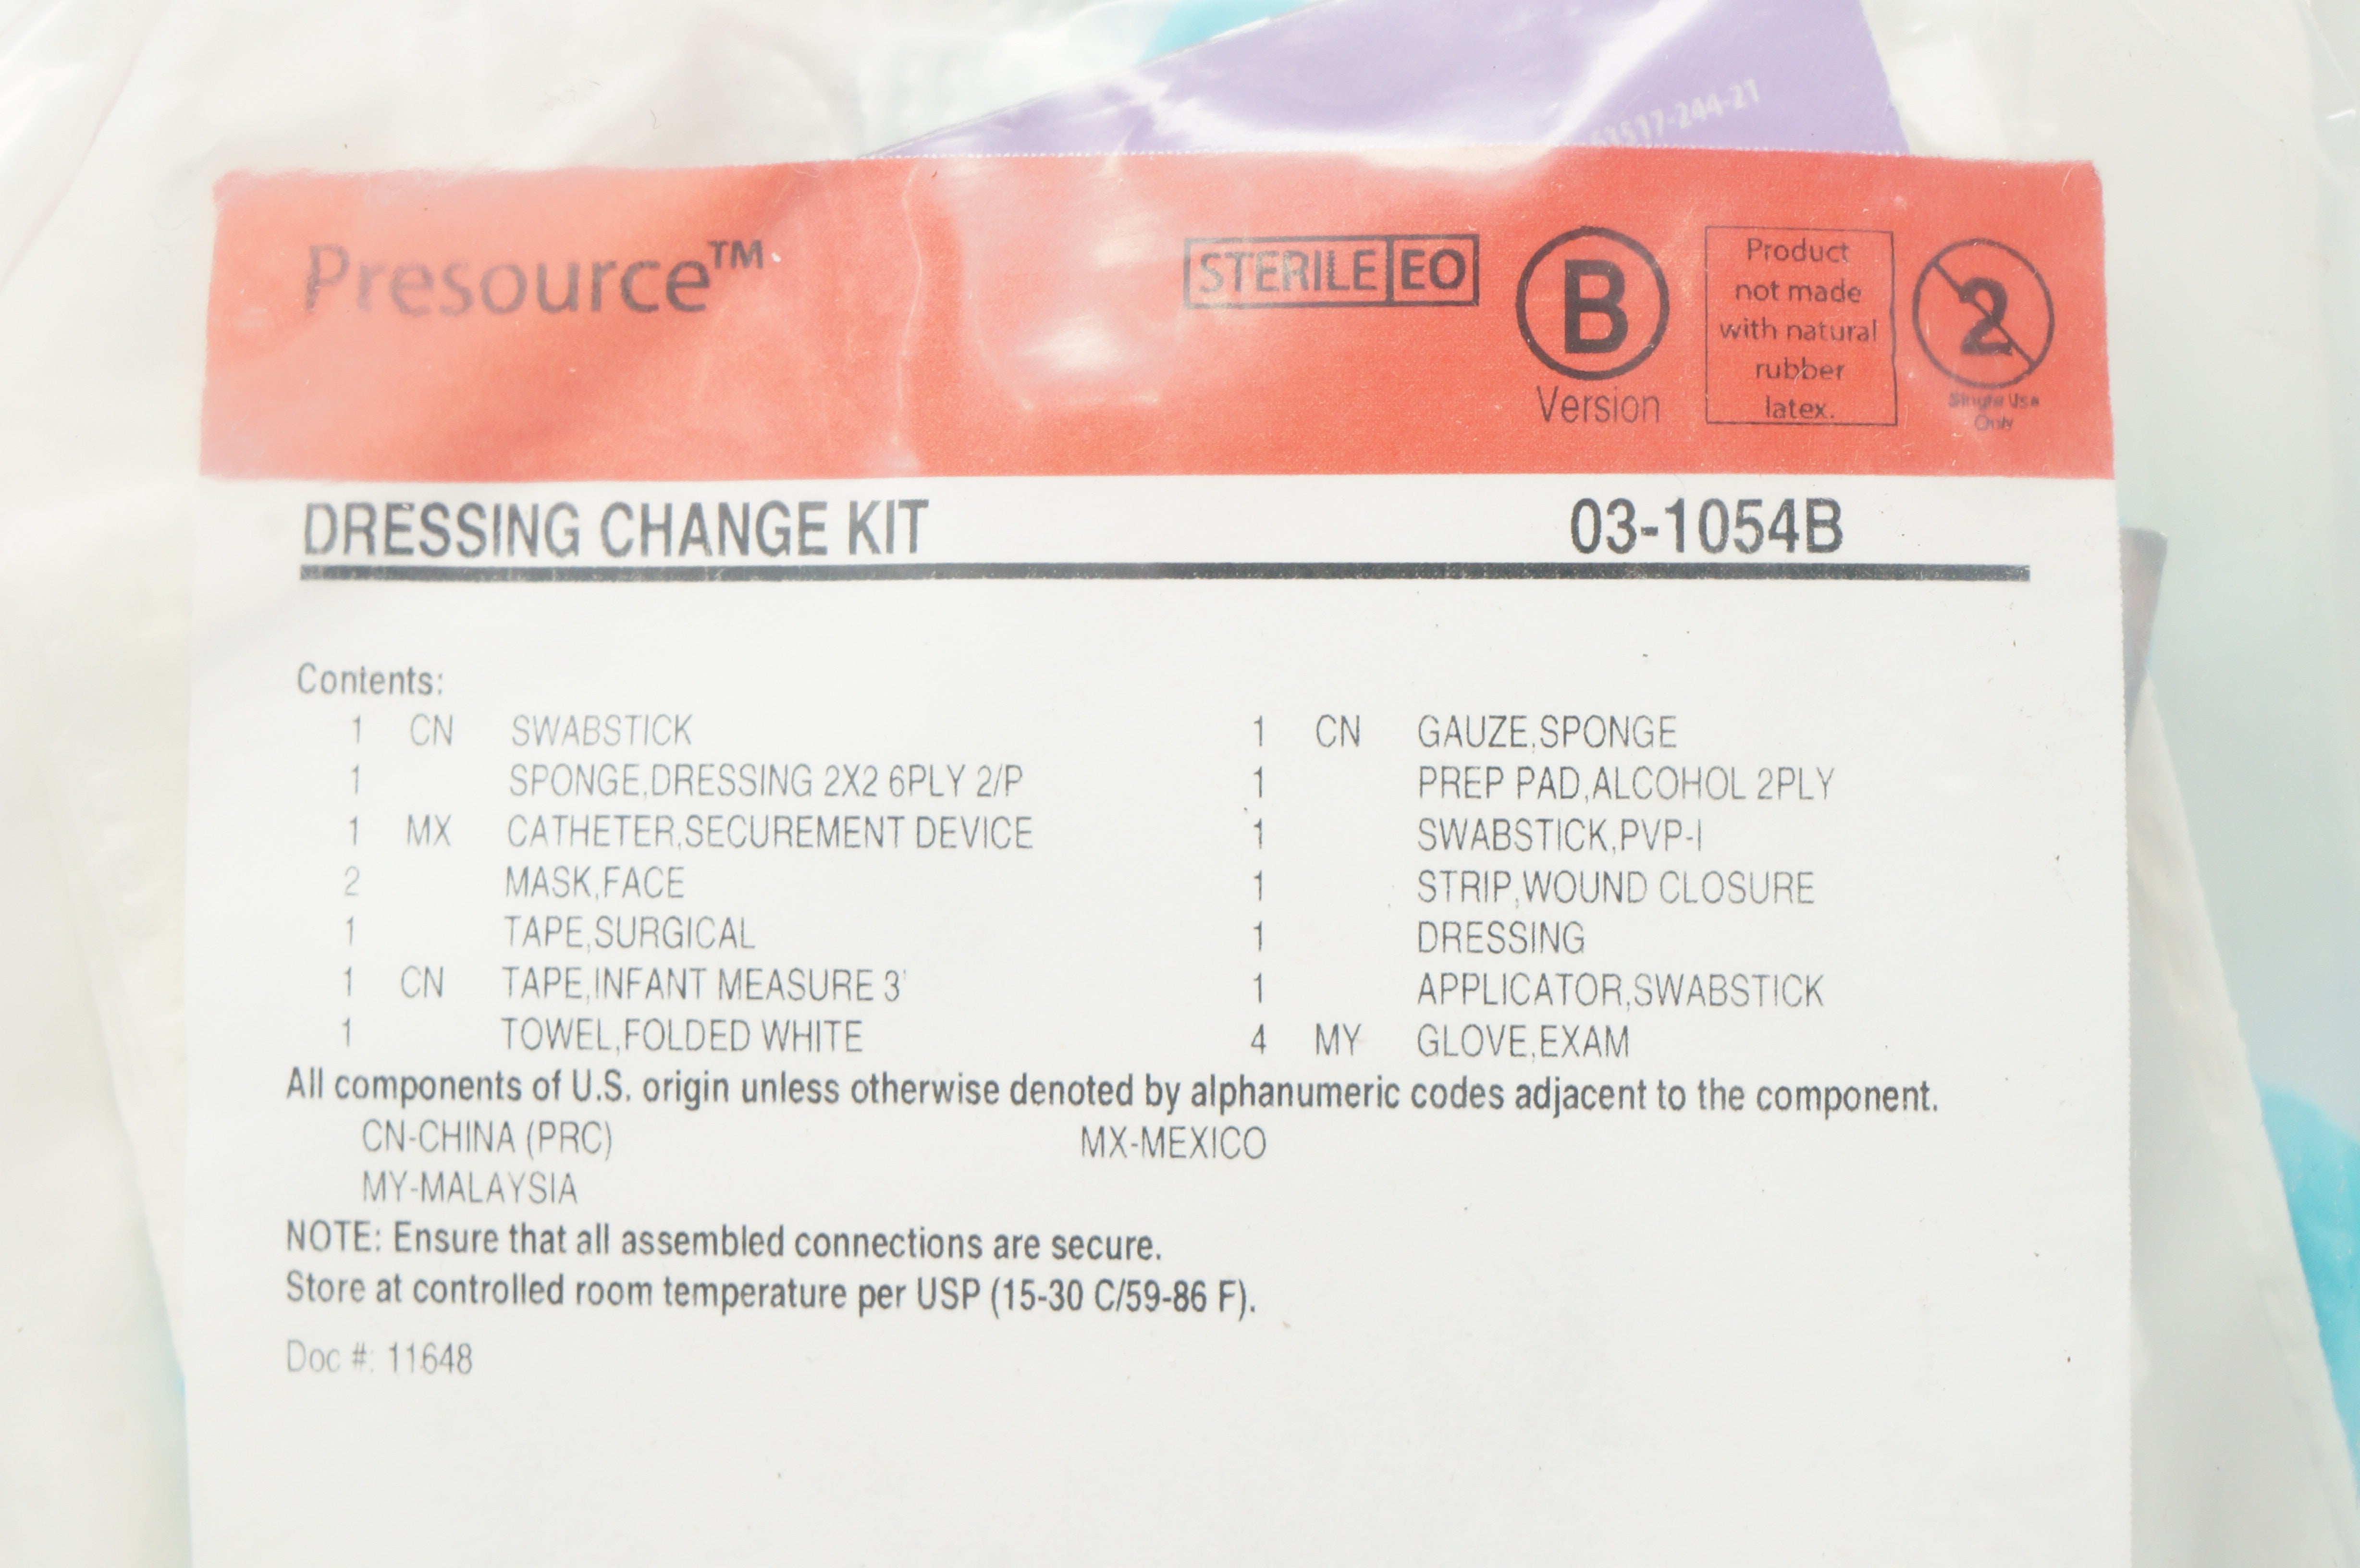 63517-244-21
Presource™
STERILE EO
B
Version
Product
not made
with natural
rubber
latex.
2
Single Use
Only
DRESSING CHANGE KIT 03-1054B
Contents:
1 CN SWABSTICK
1 SPONGE,DRESSING 2X2 6PLY 2/P
1 MX CATHETER,SECUREMENT DEVICE
2 MASK,FACE
1 TAPE,SURGICAL
1 CN TAPE,INFANT MEASURE 3'
1 TOWEL,FOLDED WHITE
1 CN GAUZE,SPONGE
1 PREP PAD,ALCOHOL 2PLY
1 SWABSTICK,PVP-I
1 STRIP,WOUND CLOSURE
1 DRESSING
1 APPLICATOR,SWABSTICK
4 MY GLOVE,EXAM
All components of U.S. origin unless otherwise denoted by alphanumeric codes adjacent to the component.
CN-CHINA (PRC) MX-MEXICO
MY-MALAYSIA
NOTE: Ensure that all assembled connections are secure.
Store at controlled room temperature per USP (15-30 C/59-86 F).
Doc #: 11648